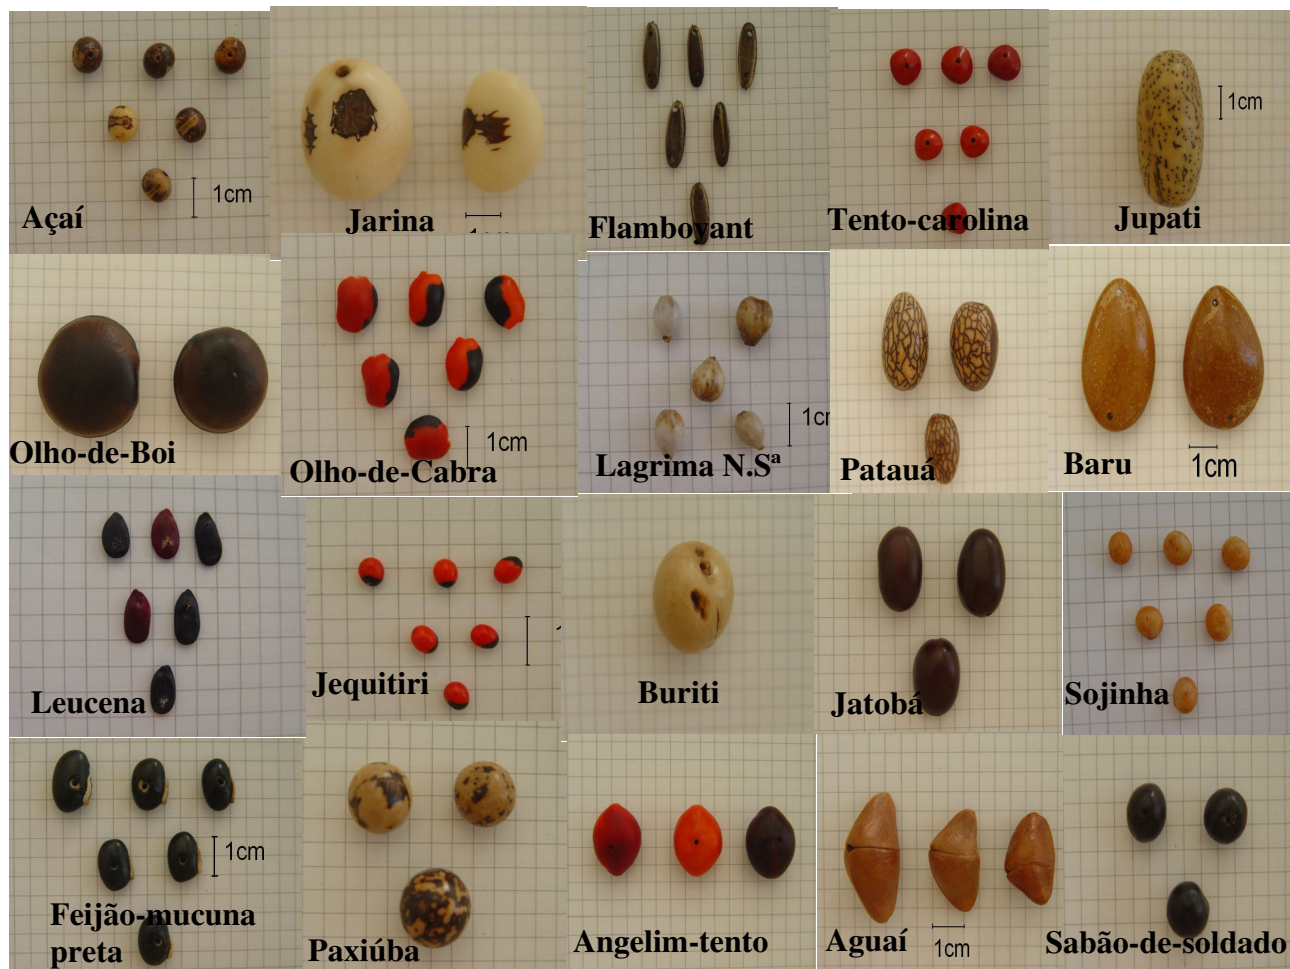 1cm
Açaí
Jarina
Flamboyant
Tento-carolina
1cm
Jupati
Olho-de-Boi
1cm
Olho-de-Cabra
Lagrima N.Sª
Patauá
Baru
1cm
Leucena
Jequitiri
Buriti
Jatobá
Sojinha
1cm
Feijão-mucuna
preta
Paxiúba
Angelim-tento
Aguaí
1cm
Sabão-de-soldado